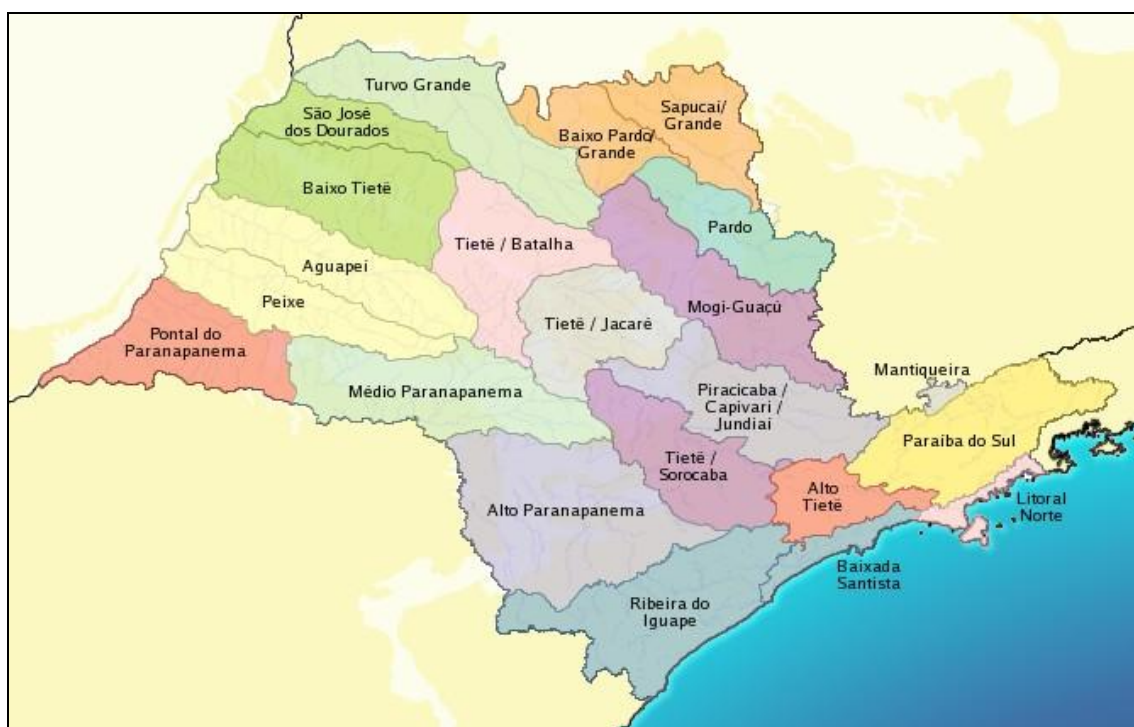 Turvo Grande
São José
dos Dourados
Sapucaí/
Grande
Baixo Pardo/
Grande
Baixo Tietê
Pardo
Tietê / Batalha
Aguapeí
Peixe
Mogi-Guaçú
Tietê / Jacaré
Pontal do
Paranapanema
Médio Paranapanema
Mantiqueira
Piracicaba /
Capivari /
Jundiaí
Paraíba do Sul
Tietê /
Sorocaba
Alto
Tietê
Litoral
Norte
Alto Paranapanema
Baixada
Santista
Ribeira do
Iguape